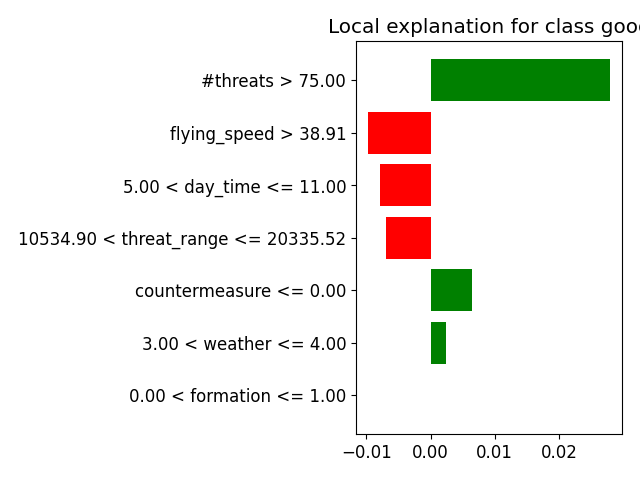 Local explanation for class good
#threats > 75.00
flying_speed > 38.91
5.00 < day_time <= 11.00
10534.90 < threat_range <= 20335.52
countermeasure <= 0.00
3.00 < weather <= 4.00
0.00 < formation <= 1.00
−0.01 0.00 0.01 0.02